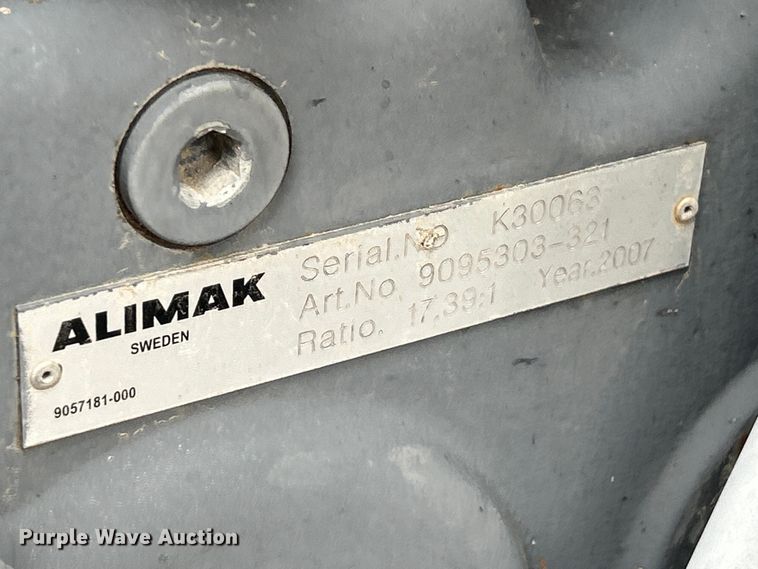 ALIMAK
SWEDEN
9057181-000
Serial.NO K30063
Art.No. 9095303-321
Ratio. 17.39:1 Year.2007
Purple Wave Auction